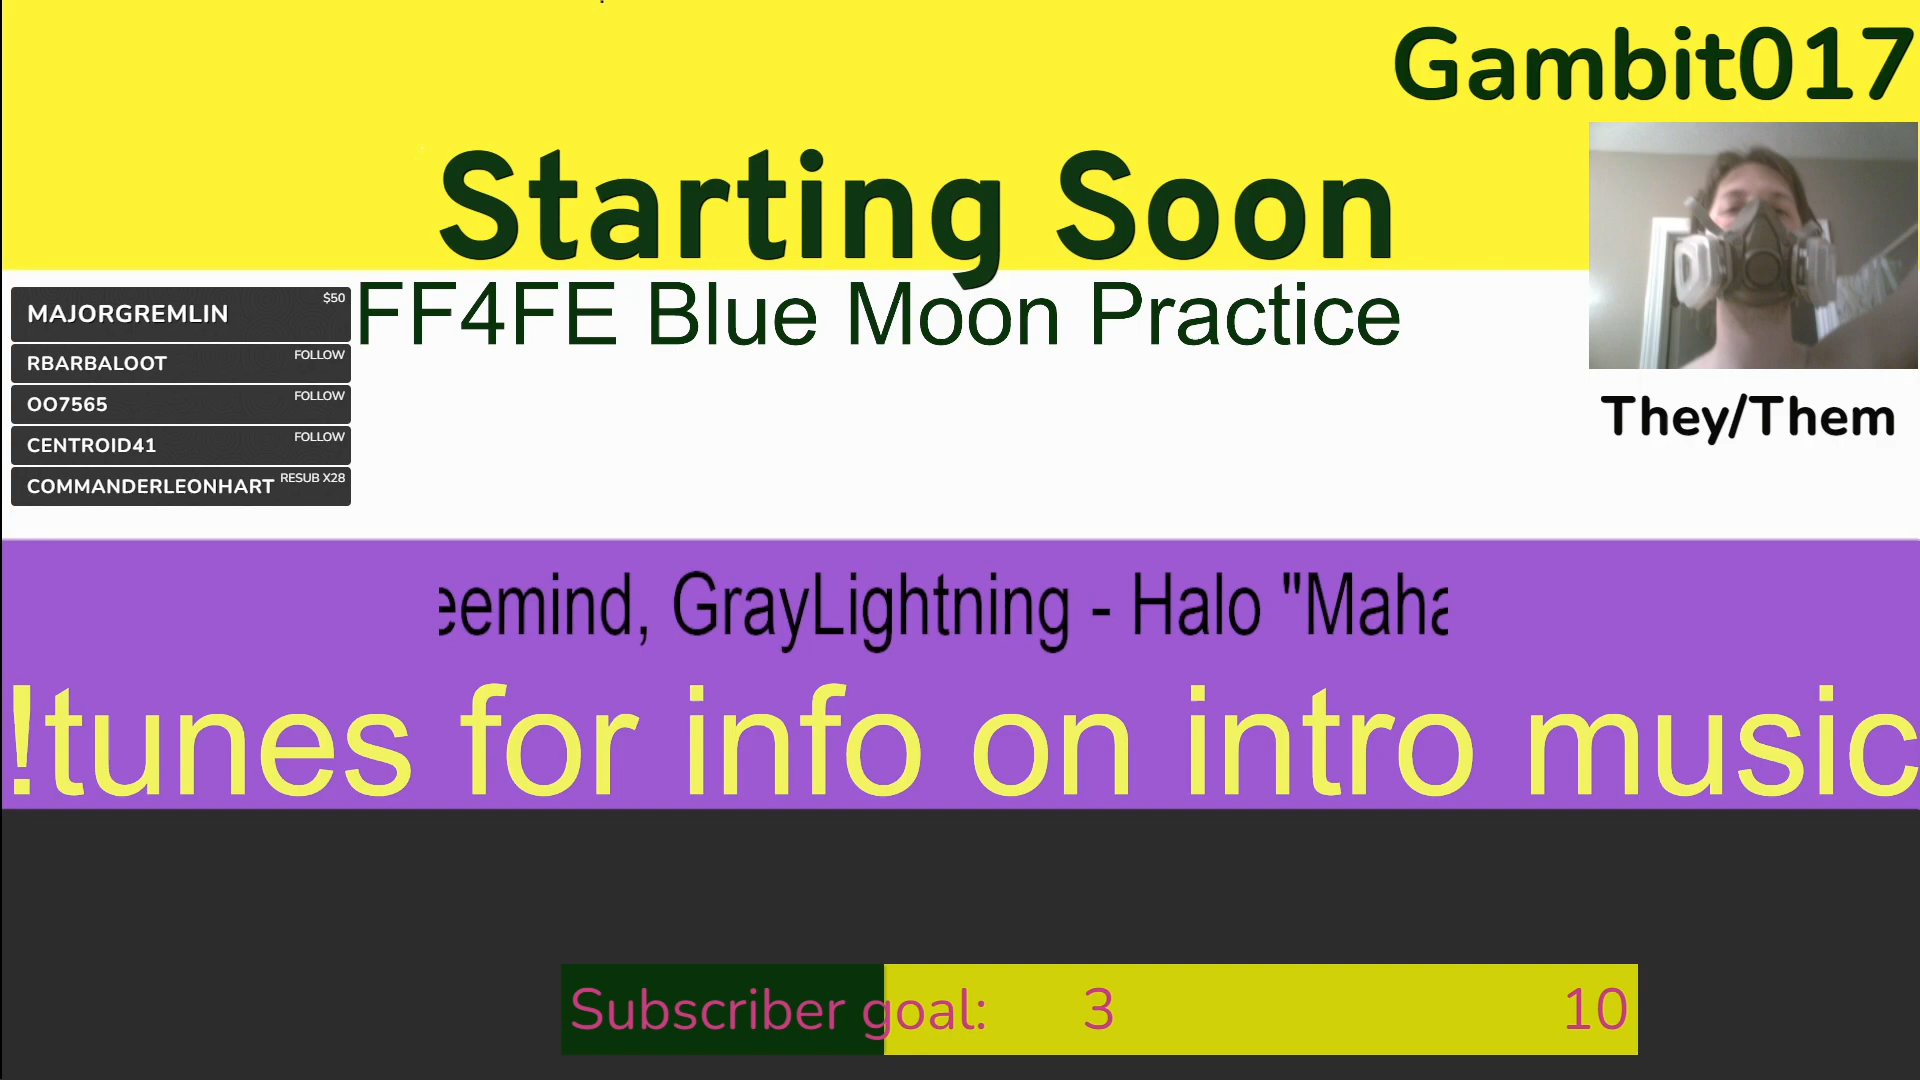 Gambit017
Starting Soon
FF4FE Blue Moon Practice
MAJORGREMLIN $50
RBARBALOOT FOLLOW
OO7565 FOLLOW
CENTROID41 FOLLOW
COMMANDERLEONHART RESUB X28
They/Them
eemind, GrayLightning - Halo "Maha
!tunes for info on intro music
Subscriber goal: 3 10